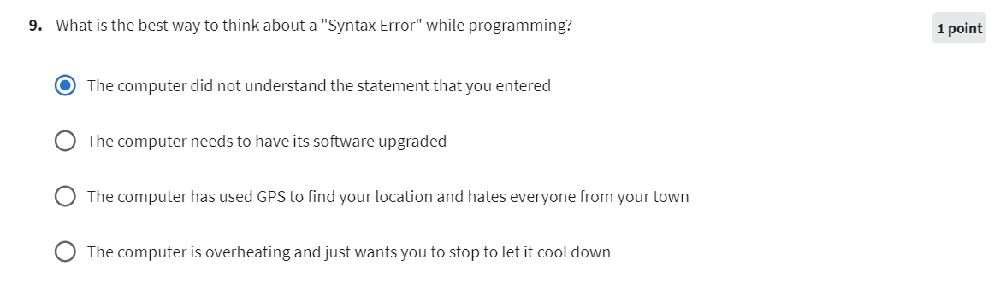 9. What is the best way to think about a "Syntax Error" while programming?
1 point
The computer did not understand the statement that you entered
The computer needs to have its software upgraded
The computer has used GPS to find your location and hates everyone from your town
The computer is overheating and just wants you to stop to let it cool down